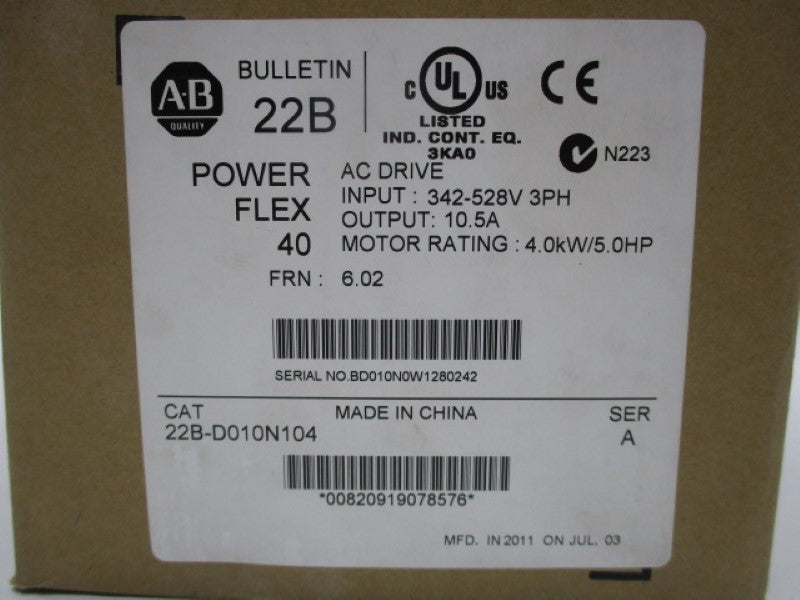 A-B
QUALITY
BULLETIN
22B
C UL US
LISTED
IND. CONT. EQ.
3KA0
CE
N223
POWER
FLEX
40
AC DRIVE
INPUT : 342-528V 3PH
OUTPUT: 10.5A
MOTOR RATING : 4.0kW/5.0HP
FRN : 6.02
SERIAL NO.BD010N0W1280242
CAT
22B-D010N104
MADE IN CHINA
SER
A
*00820919078576*
MFD. IN 2011 ON JUL. 03